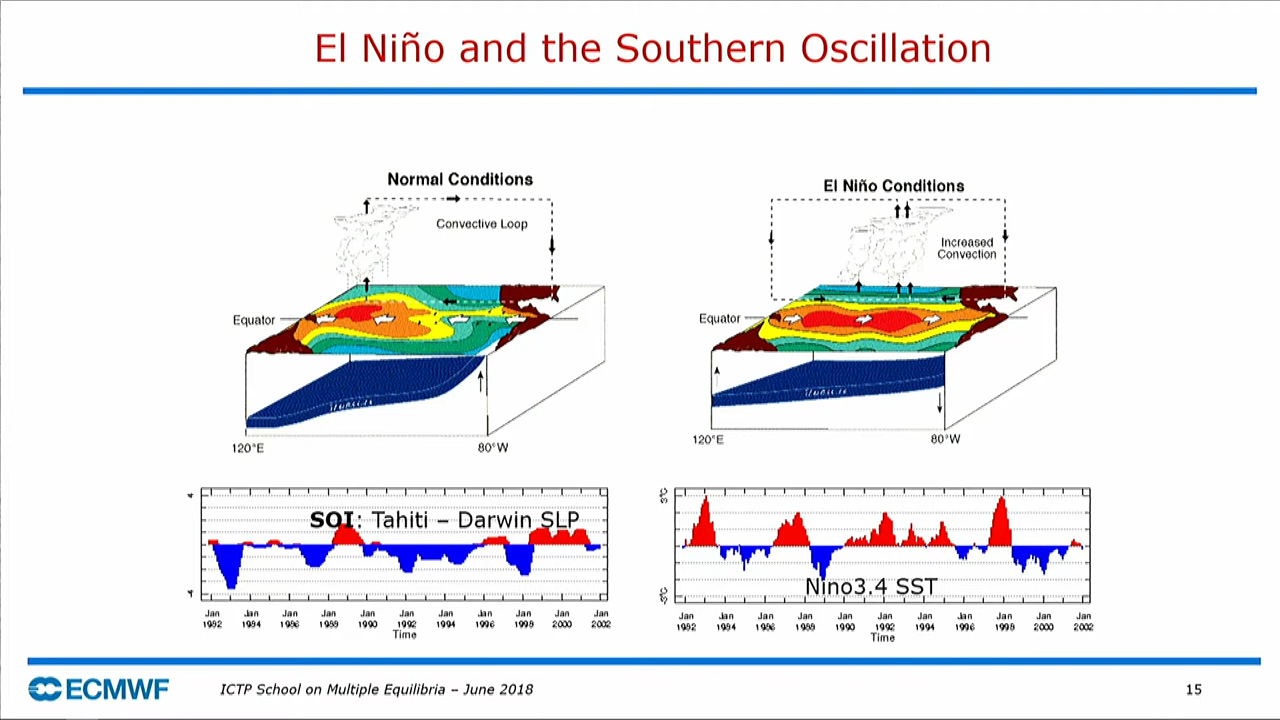 El Niño and the Southern Oscillation
Normal Conditions
Convective Loop
Equator
120°E
80°W
El Niño Conditions
Increased
Convection
Equator
120°E
80°W
4
SOI: Tahiti – Darwin SLP
-4
Jan Jan Jan Jan Jan Jan Jan Jan Jan Jan Jan
1982 1984 1986 1988 1990 1992 1994 1996 1998 2000 2002
Time
3°C
Nino3.4 SST
-3°C
Jan Jan Jan Jan Jan Jan Jan Jan Jan Jan Jan
1982 1984 1986 1988 1990 1992 1994 1996 1998 2000 2002
Time
ECMWF
ICTP School on Multiple Equilibria – June 2018
15